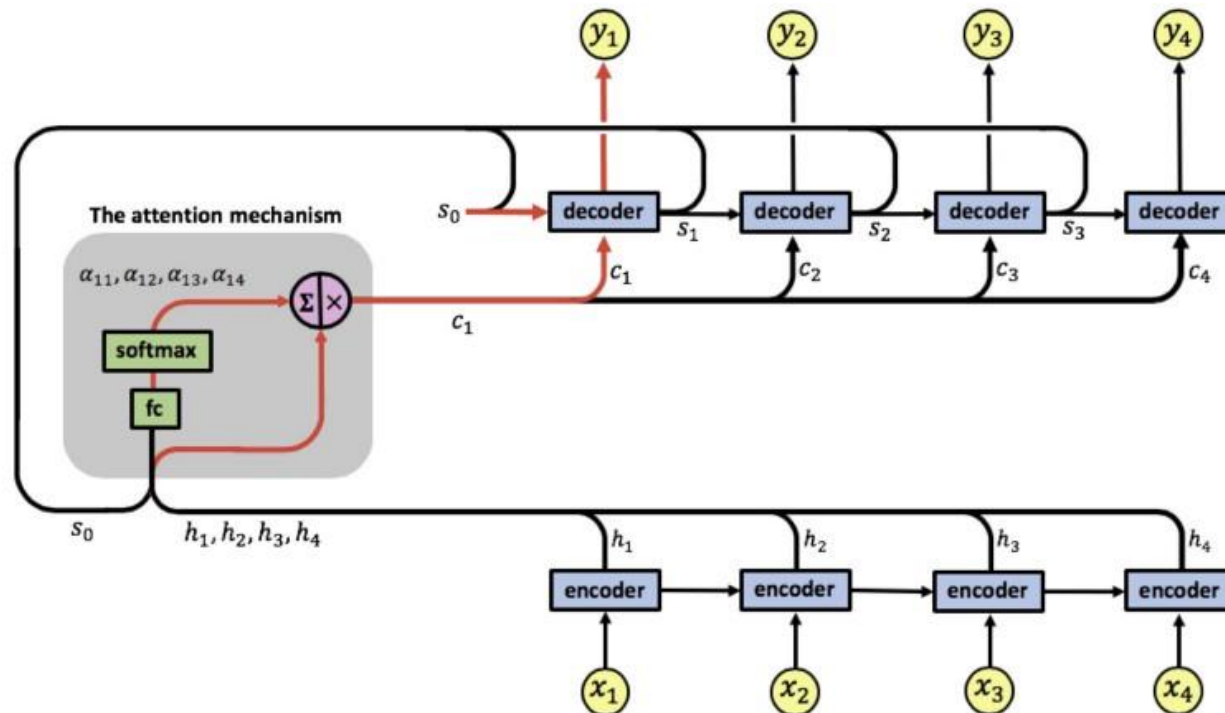 y₁ y₂ y₃ y₄
s₀ decoder s₁ decoder s₂ decoder s₃ decoder
The attention mechanism
α₁₁, α₁₂, α₁₃, α₁₄
Σ ×
c₁ c₂ c₃ c₄
c₁
softmax
fc
s₀
h₁, h₂, h₃, h₄
h₁ h₂ h₃ h₄
encoder encoder encoder encoder
x₁ x₂ x₃ x₄